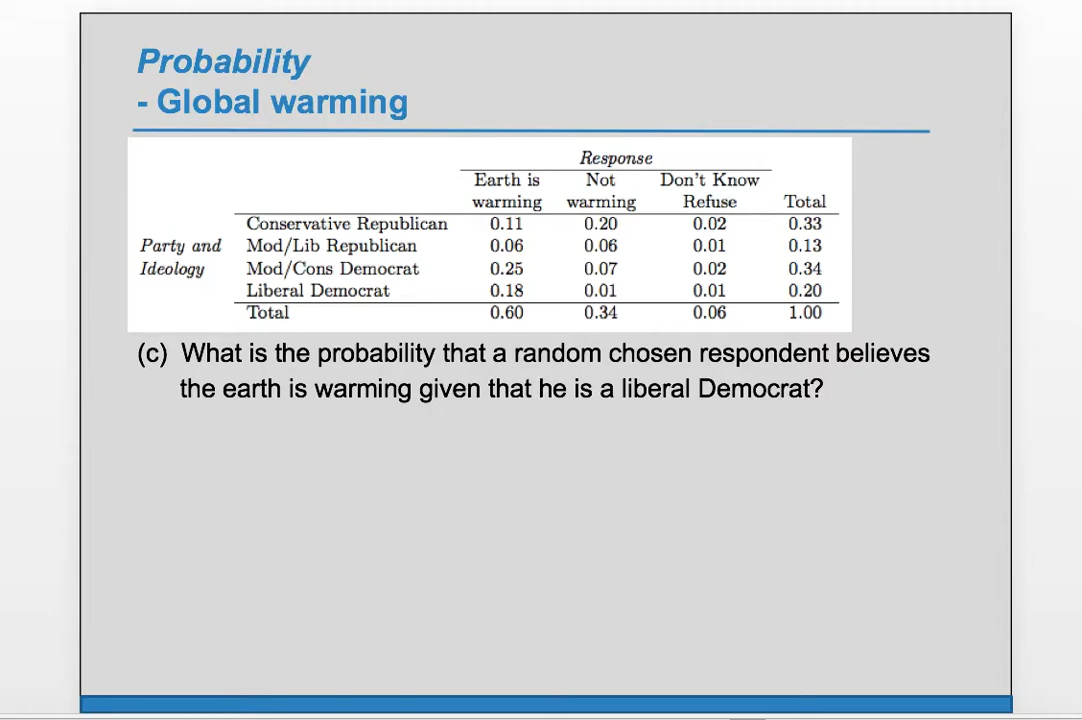 Probability
- Global warming
Response
Earth is Not Don't Know
warming warming Refuse Total
Conservative Republican 0.11 0.20 0.02 0.33
Party and Mod/Lib Republican 0.06 0.06 0.01 0.13
Ideology Mod/Cons Democrat 0.25 0.07 0.02 0.34
Liberal Democrat 0.18 0.01 0.01 0.20
Total 0.60 0.34 0.06 1.00
(c) What is the probability that a random chosen respondent believes
the earth is warming given that he is a liberal Democrat?